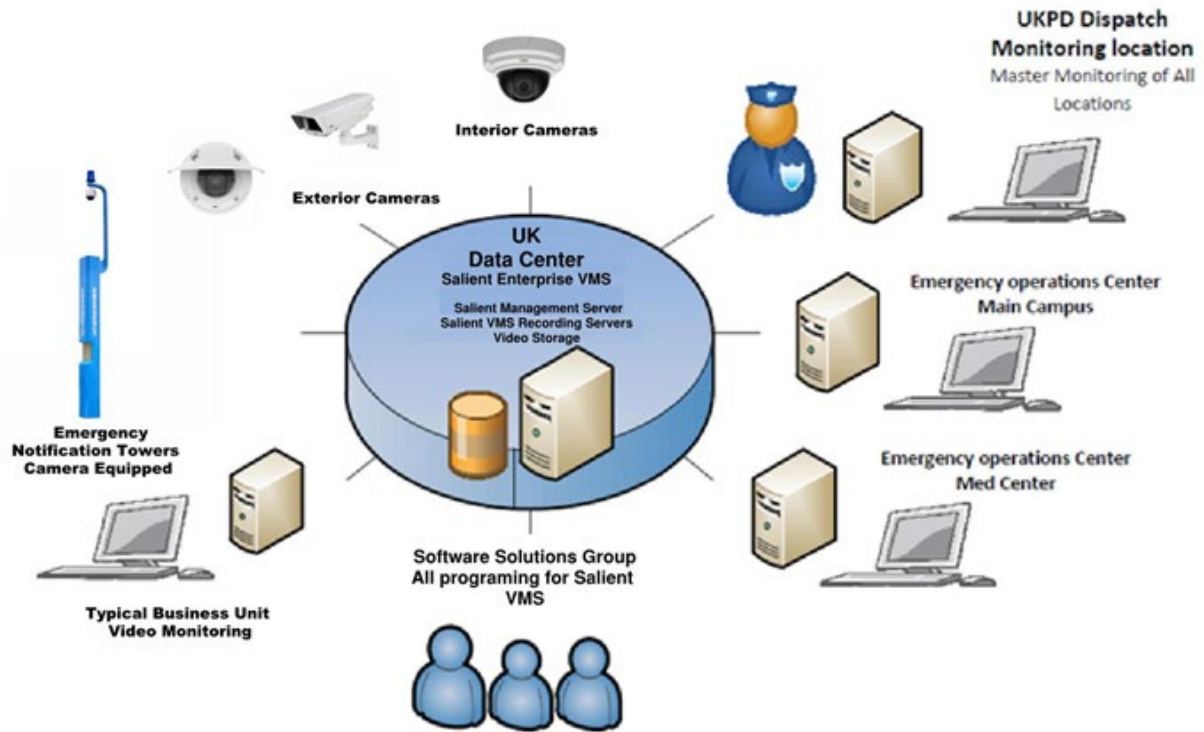 UKPD Dispatch
Monitoring location
Master Monitoring of All
Locations
Interior Cameras
Exterior Cameras
UK
Data Center
Salient Enterprise VMS
Salient Management Server
Salient VMS Recording Servers
Video Storage
Emergency operations Center
Main Campus
Emergency
Notification Towers
Camera Equipped
Emergency operations Center
Med Center
Software Solutions Group
All programing for Salient
VMS
Typical Business Unit
Video Monitoring